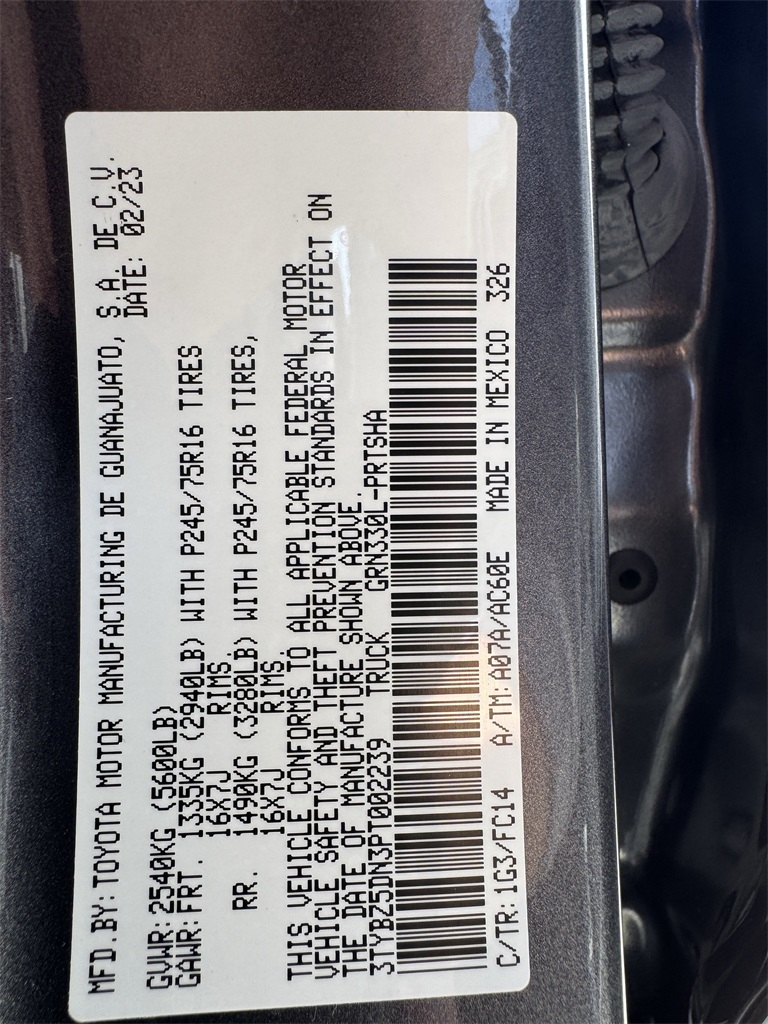 MFD.BY:TOYOTA MOTOR MANUFACTURING DE GUANAJUATO, S.A. DE C.V.
DATE: 02/23
GVWR:2540KG (5600LB)
GAWR:FRT. 1335KG (2940LB) WITH P245/75R16 TIRES
16X7J RIMS
RR. 1490KG (3280LB) WITH P245/75R16 TIRES,
16X7J RIMS
THIS VEHICLE CONFORMS TO ALL APPLICABLE FEDERAL MOTOR
VEHICLE SAFETY AND THEFT PREVENTION STANDARDS IN EFFECT ON
THE DATE OF MANUFACTURE SHOWN ABOVE.
3TYBZ5DN3PT002239 TRUCK GRN330L-PRTSHA
C/TR:1G3/FC14 A/TM:A07A/AC60E MADE IN MEXICO 326